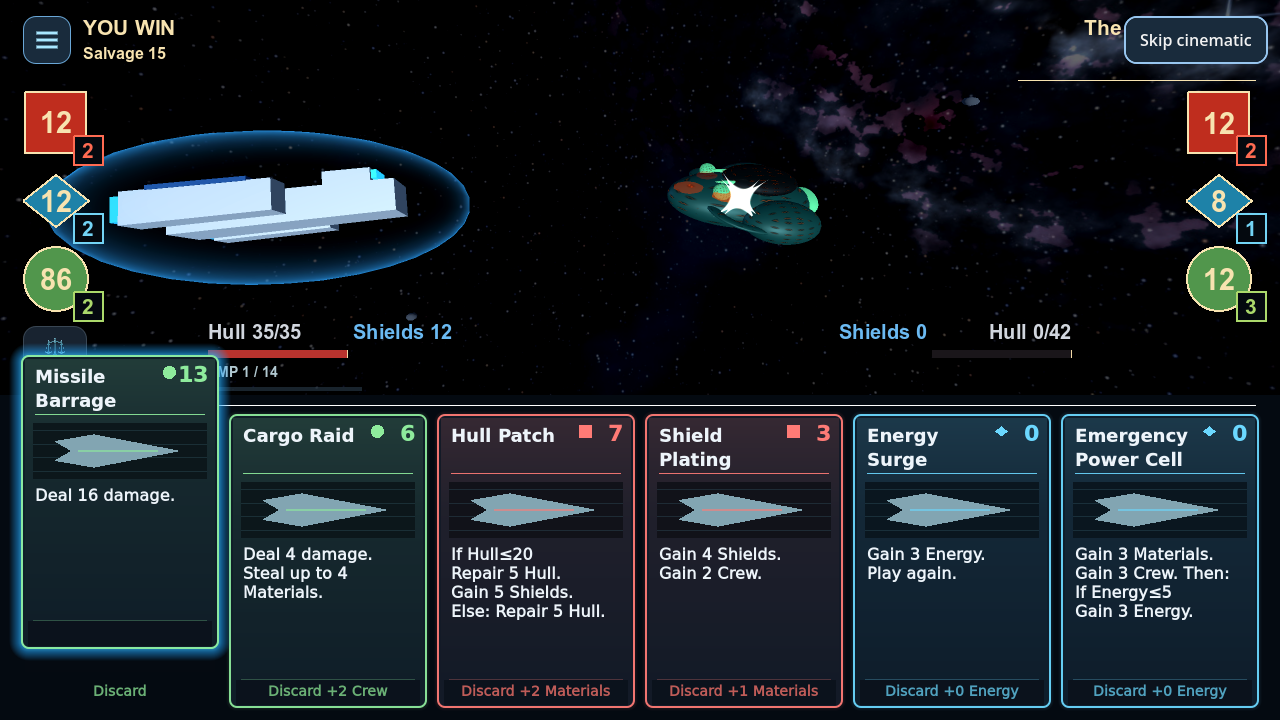 YOU WIN
Salvage 15
The
Skip cinematic
12
2
12
2
86
2
12
2
8
1
12
3
Hull 35/35
Shields 12
Shields 0
Hull 0/42
MP 1 / 14
Missile
Barrage
13
Deal 16 damage.
Discard
Cargo Raid
6
Deal 4 damage.
Steal up to 4
Materials.
Discard +2 Crew
Hull Patch
7
If Hull≤20
Repair 5 Hull.
Gain 5 Shields.
Else: Repair 5 Hull.
Discard +2 Materials
Shield
Plating
3
Gain 4 Shields.
Gain 2 Crew.
Discard +1 Materials
Energy
Surge
0
Gain 3 Energy.
Play again.
Discard +0 Energy
Emergency
Power Cell
0
Gain 3 Materials.
Gain 3 Crew. Then:
If Energy≤5
Gain 3 Energy.
Discard +0 Energy